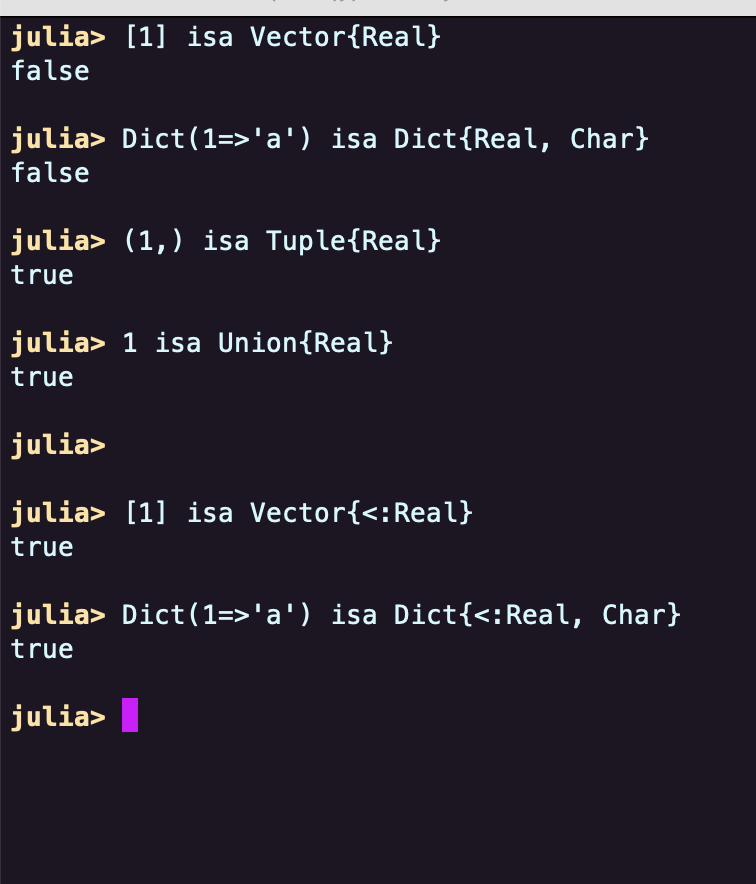 julia> [1] isa Vector{Real}
false
julia> Dict(1=>'a') isa Dict{Real, Char}
false
julia> (1,) isa Tuple{Real}
true
julia> 1 isa Union{Real}
true
julia>
julia> [1] isa Vector{<:Real}
true
julia> Dict(1=>'a') isa Dict{<:Real, Char}
true
julia>